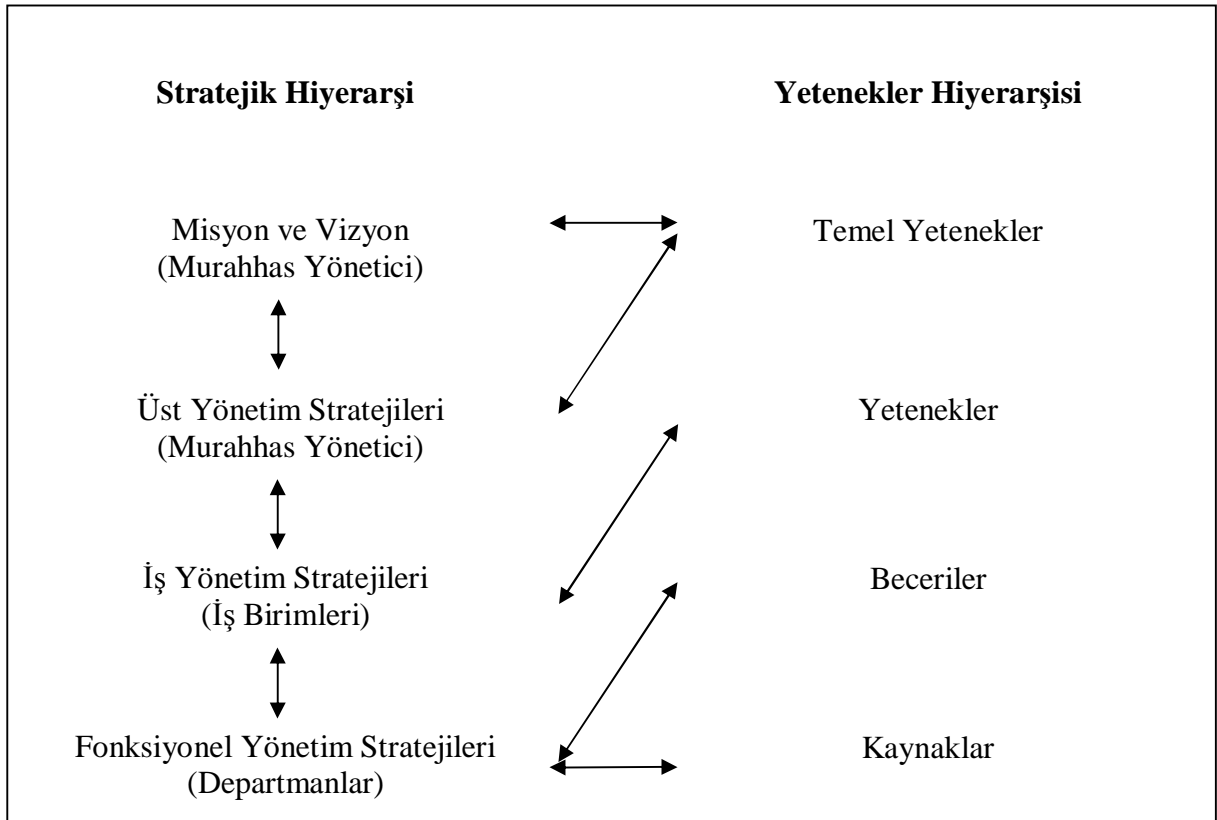 Stratejik Hiyerarşi
Yetenekler Hiyerarşisi
Misyon ve Vizyon
(Murahhas Yönetici)
Temel Yetenekler
Üst Yönetim Stratejileri
(Murahhas Yönetici)
Yetenekler
İş Yönetim Stratejileri
(İş Birimleri)
Beceriler
Fonksiyonel Yönetim Stratejileri
(Departmanlar)
Kaynaklar